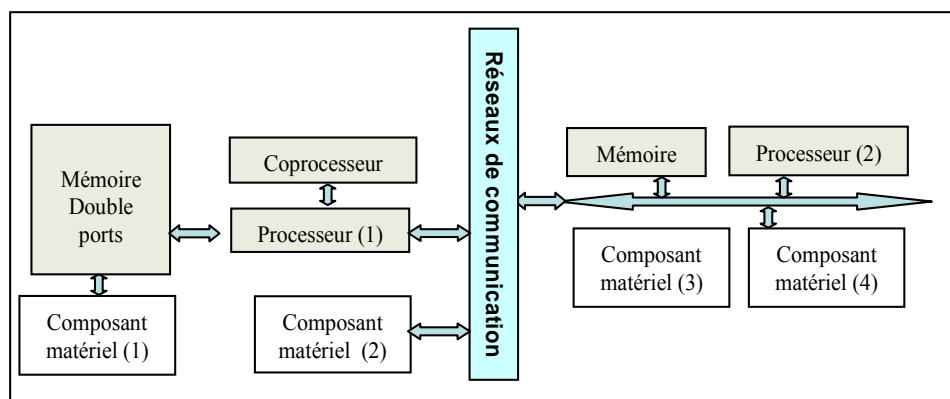 Mémoire
Double
ports
Composant
matériel (1)
Coprocesseur
Processeur (1)
Composant
matériel (2)
Réseaux de communication
Mémoire
Processeur (2)
Composant
matériel (3)
Composant
matériel (4)